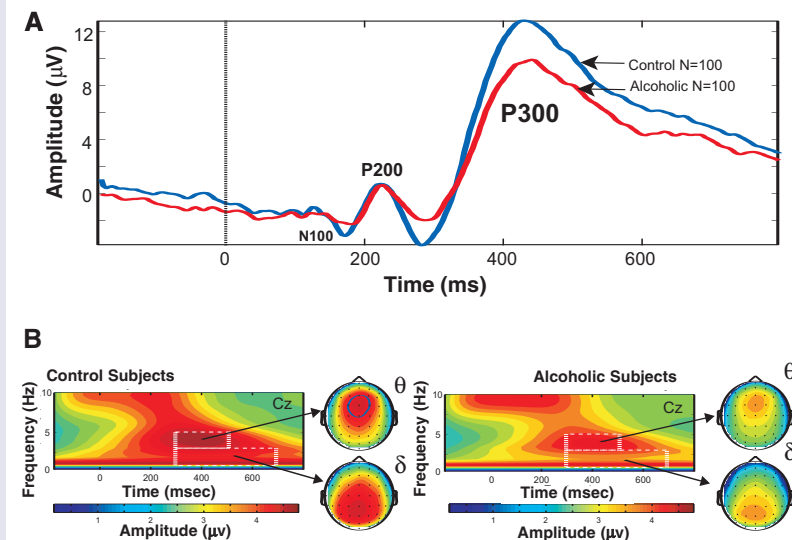 A
Amplitude (μV)
12
8
4
0
Control N=100
Alcoholic N=100
P300
P200
N100
0
200
400
600
Time (ms)
B
Control Subjects
Frequency (Hz)
10
5
0
Cz
0
200
400
600
Time (msec)
θ
δ
1
2
3
4
Amplitude (μv)
Alcoholic Subjects
Frequency (Hz)
10
5
0
Cz
0
200
400
600
Time (msec)
θ
δ
1
2
3
4
Amplitude (μv)